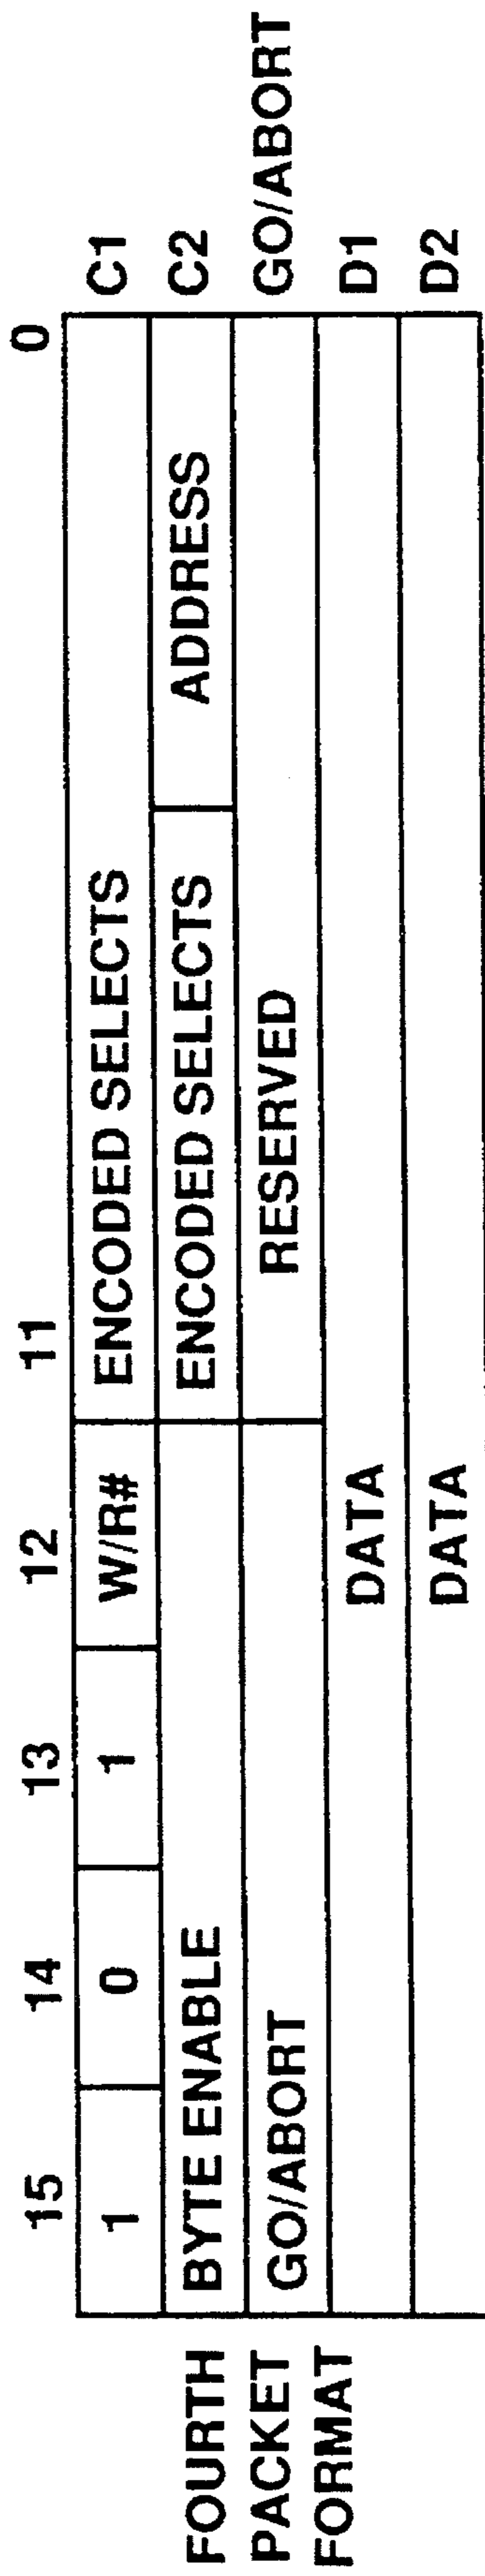 15 14 13 12 11 0
1 0 1 W/R# ENCODED SELECTS C1
FOURTH BYTE ENABLE ENCODED SELECTS ADDRESS C2
PACKET GO/ABORT RESERVED GO/ABORT
FORMAT DATA D1
DATA D2